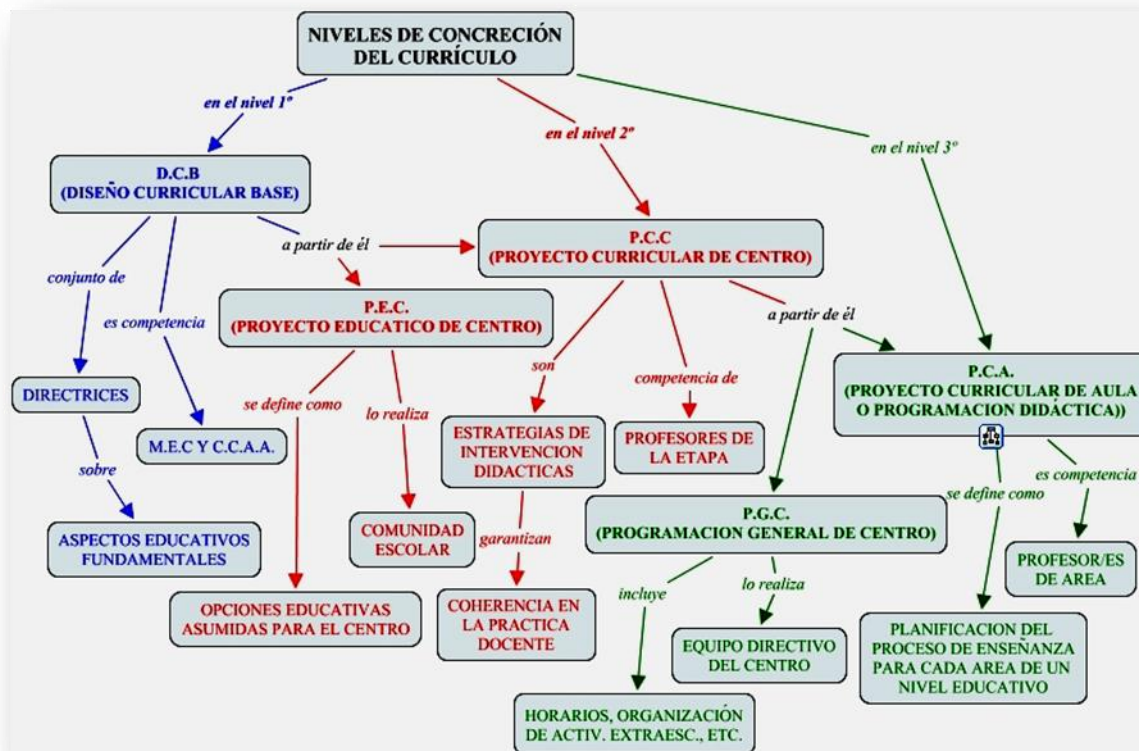 NIVELES DE CONCRECIÓN
DEL CURRÍCULO
en el nivel 1º
en el nivel 2º
en el nivel 3º
D.C.B
(DISEÑO CURRICULAR BASE)
a partir de él
P.C.C
(PROYECTO CURRICULAR DE CENTRO)
conjunto de
es competencia
P.E.C.
(PROYECTO EDUCATICO DE CENTRO)
a partir de él
P.C.A.
(PROYECTO CURRICULAR DE AULA
O PROGRAMACION DIDÁCTICA))
DIRECTRICES
se define como
lo realiza
son
competencia de
M.E.C Y C.C.A.A.
ESTRATEGIAS DE
INTERVENCION
DIDACTICAS
PROFESORES DE
LA ETAPA
sobre
se define como
es competencia
P.G.C.
(PROGRAMACION GENERAL DE CENTRO)
ASPECTOS EDUCATIVOS
FUNDAMENTALES
COMUNIDAD
ESCOLAR
garantizan
PROFESOR/ES
DE AREA
OPCIONES EDUCATIVAS
ASUMIDAS PARA EL CENTRO
COHERENCIA EN
LA PRACTICA
DOCENTE
incluye
lo realiza
EQUIPO DIRECTIVO
DEL CENTRO
PLANIFICACION DEL
PROCESO DE ENSEÑANZA
PARA CADA AREA DE UN
NIVEL EDUCATIVO
HORARIOS, ORGANIZACIÓN
DE ACTIV. EXTRAESC., ETC.